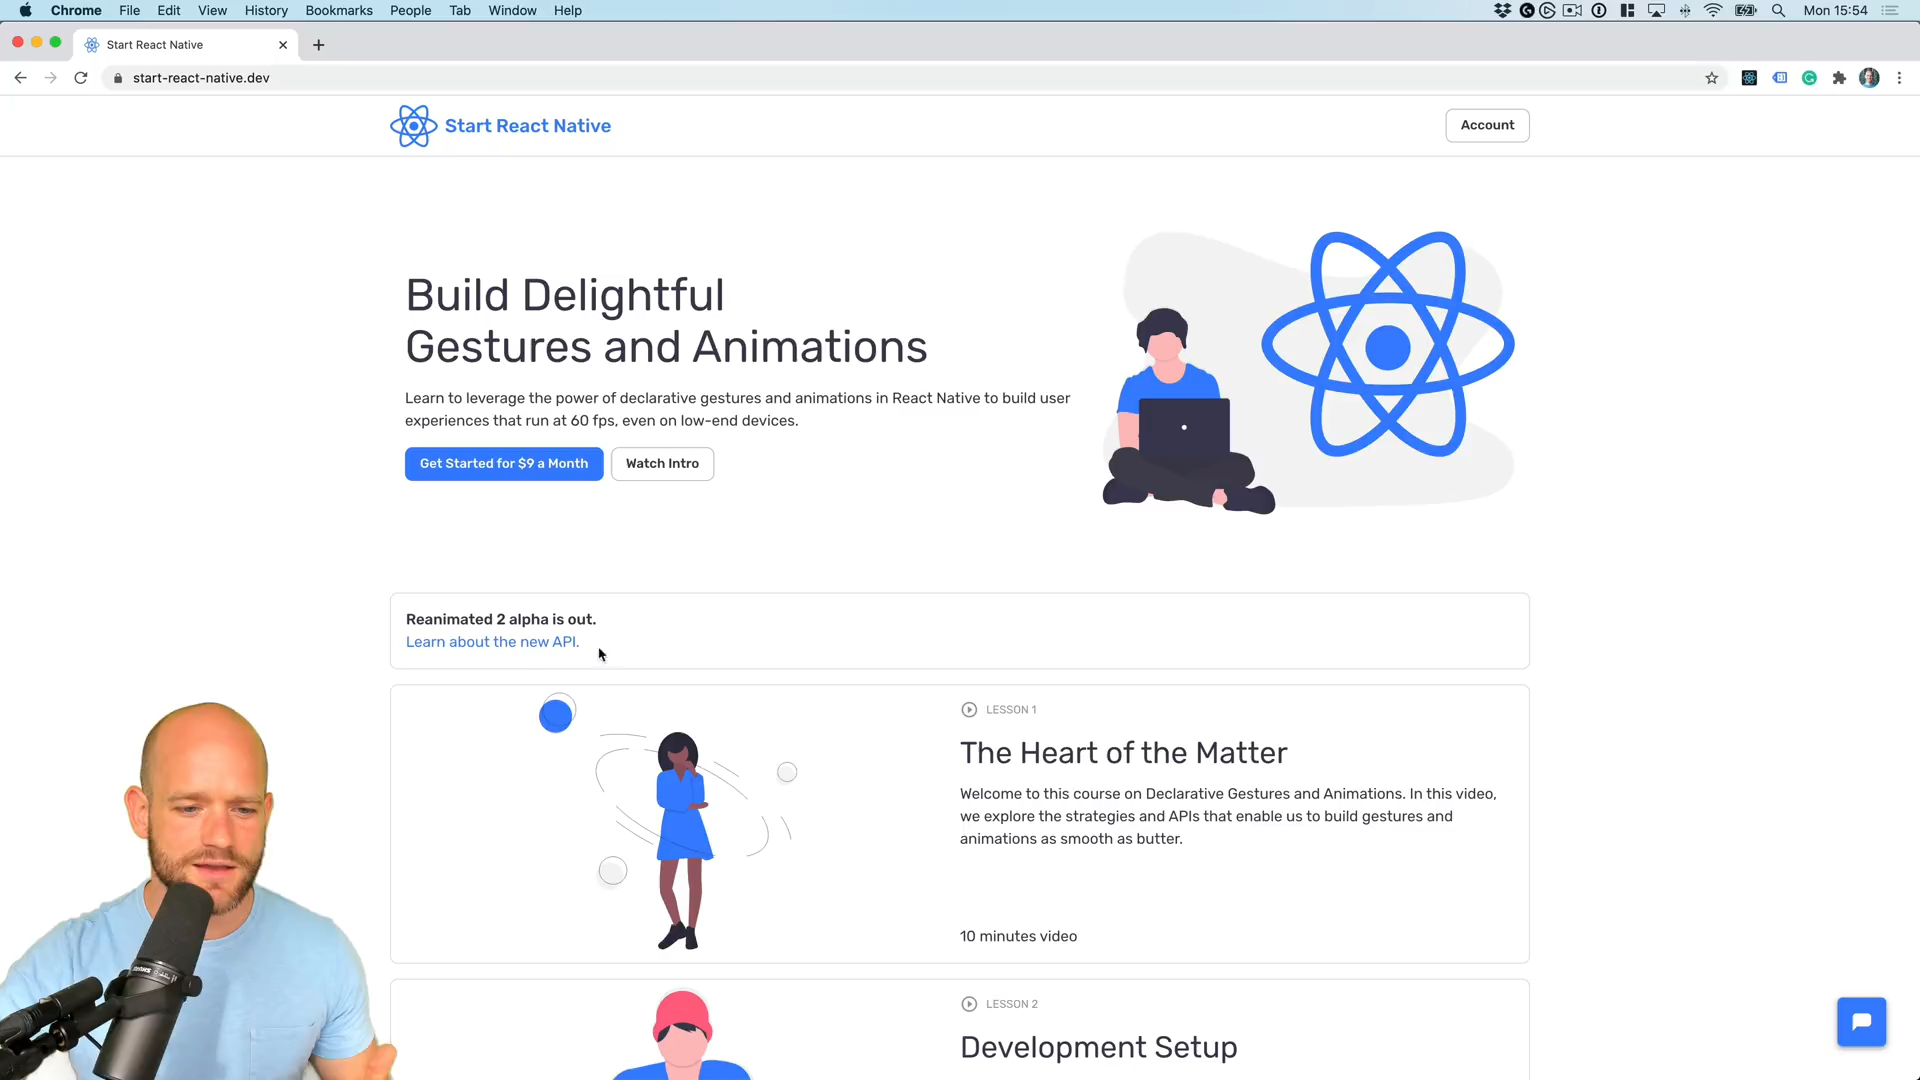 Chrome File Edit View History Bookmarks People Tab Window Help Mon 15:54
Start React Native
start-react-native.dev
Start React Native
Account
Build Delightful
Gestures and Animations
Learn to leverage the power of declarative gestures and animations in React Native to build user
experiences that run at 60 fps, even on low-end devices.
Get Started for $9 a Month Watch Intro
Reanimated 2 alpha is out.
Learn about the new API.
LESSON 1
The Heart of the Matter
Welcome to this course on Declarative Gestures and Animations. In this video,
we explore the strategies and APIs that enable us to build gestures and
animations as smooth as butter.
10 minutes video
LESSON 2
Development Setup